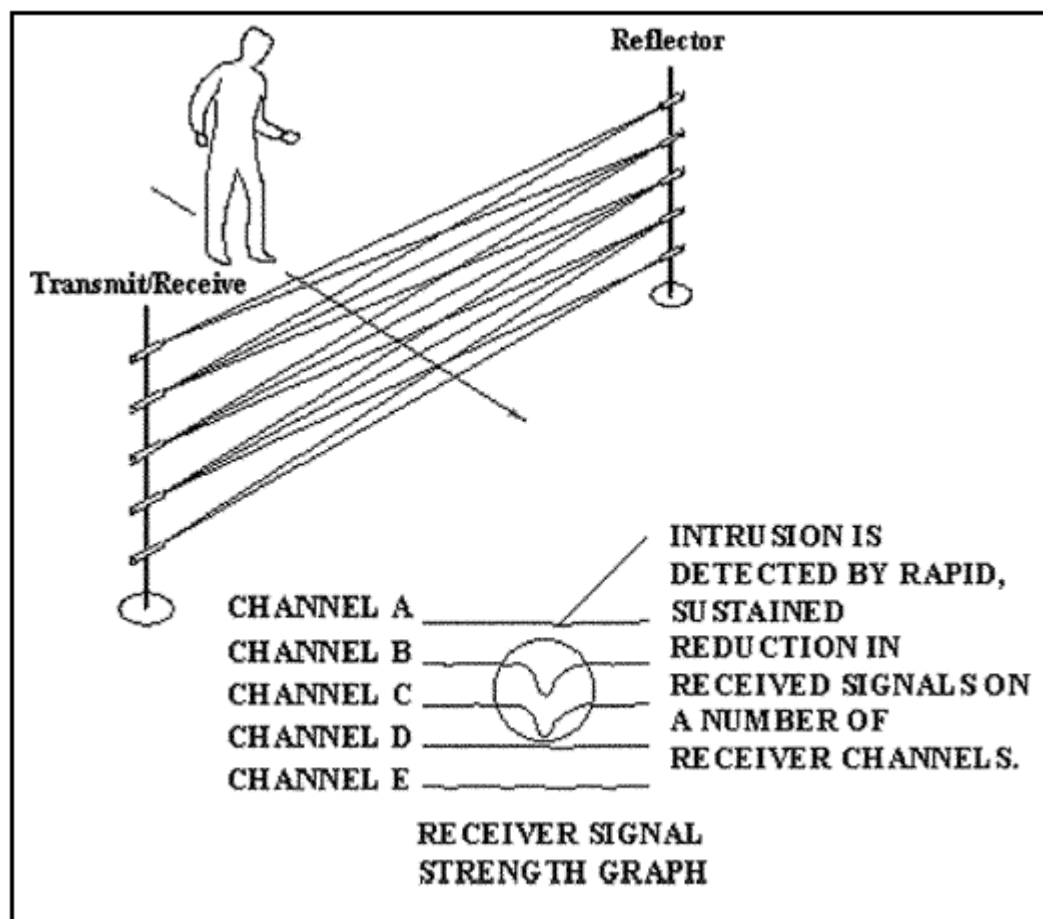 Reflector
Transmit/Receive
INTRUSION IS
DETECTED BY RAPID,
SUSTAINED
REDUCTION IN
RECEIVED SIGNALS ON
A NUMBER OF
RECEIVER CHANNELS.
CHANNEL A
CHANNEL B
CHANNEL C
CHANNEL D
CHANNEL E
RECEIVER SIGNAL
STRENGTH GRAPH